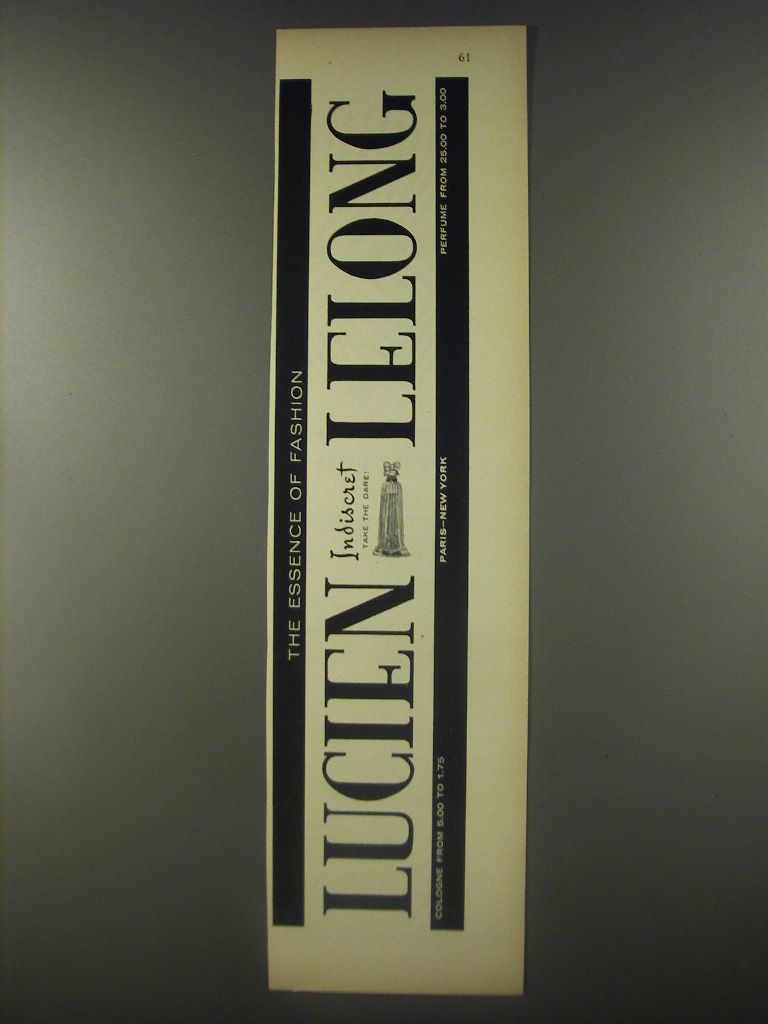 61
THE ESSENCE OF FASHION
LUCIEN LELONG
Indiscret
TAKE THE DARE!
COLOGNE FROM 5.00 TO 1.75
PARIS–NEW YORK
PERFUME FROM 25.00 TO 3.00